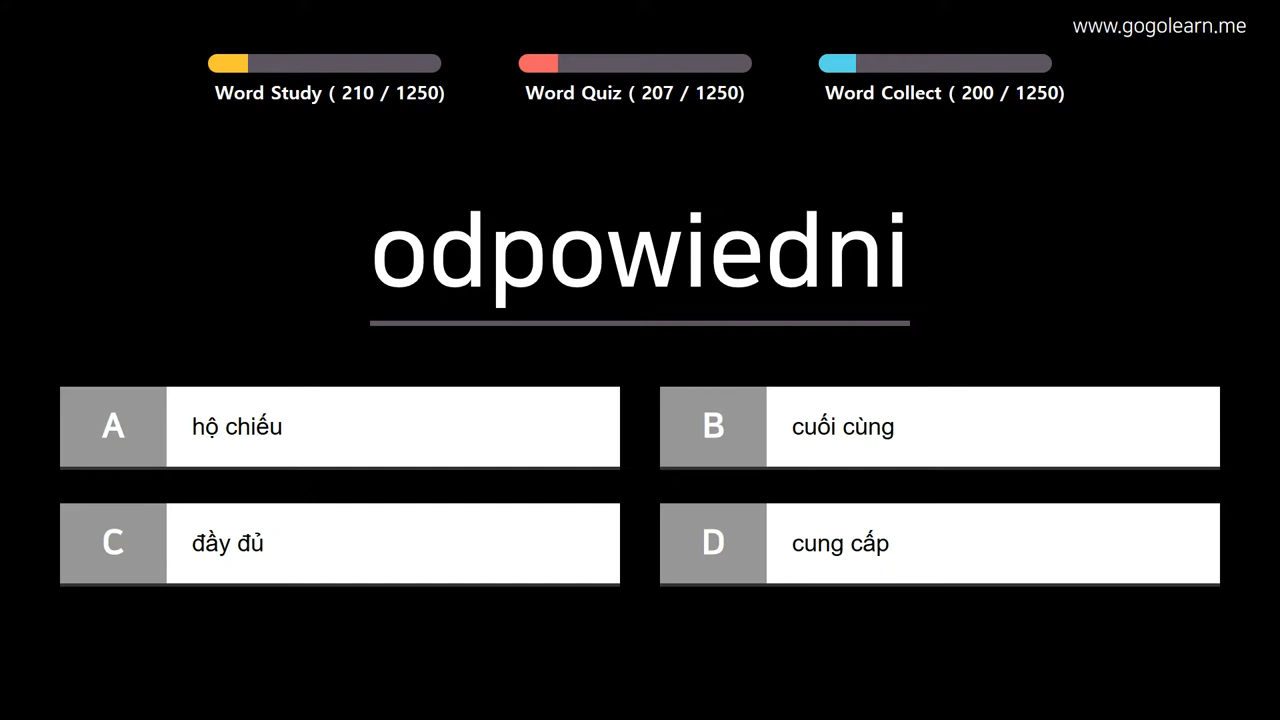 www.gogolearn.me
Word Study ( 210 / 1250)
Word Quiz ( 207 / 1250)
Word Collect ( 200 / 1250)
odpowiedni
A hộ chiếu
B cuối cùng
C đầy đủ
D cung cấp